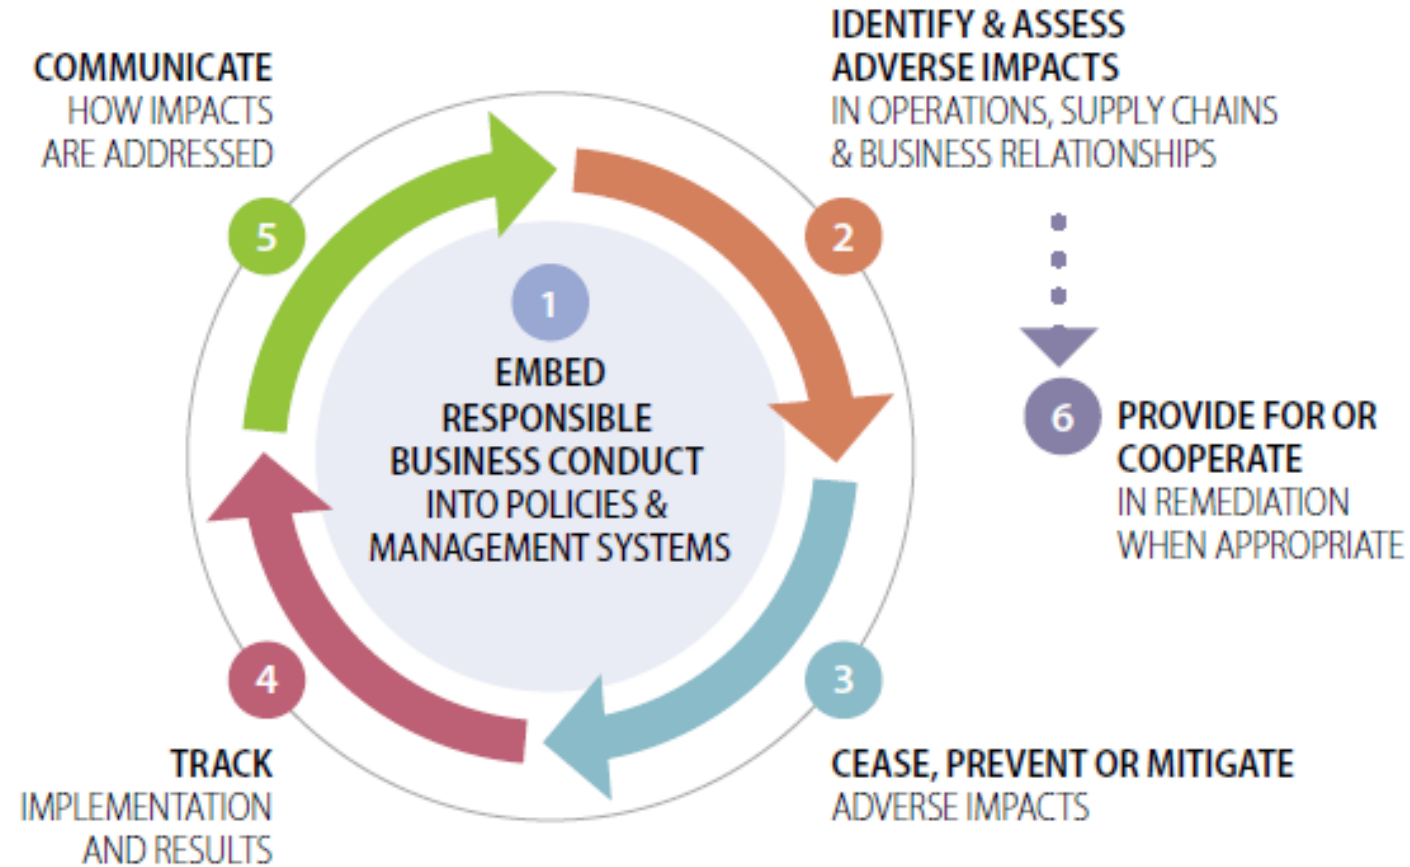 1
EMBED
RESPONSIBLE
BUSINESS CONDUCT
INTO POLICIES &
MANAGEMENT SYSTEMS
2
IDENTIFY & ASSESS
ADVERSE IMPACTS
IN OPERATIONS, SUPPLY CHAINS
& BUSINESS RELATIONSHIPS
3
CEASE, PREVENT OR MITIGATE
ADVERSE IMPACTS
4
TRACK
IMPLEMENTATION
AND RESULTS
5
COMMUNICATE
HOW IMPACTS
ARE ADDRESSED
6
PROVIDE FOR OR
COOPERATE
IN REMEDIATION
WHEN APPROPRIATE